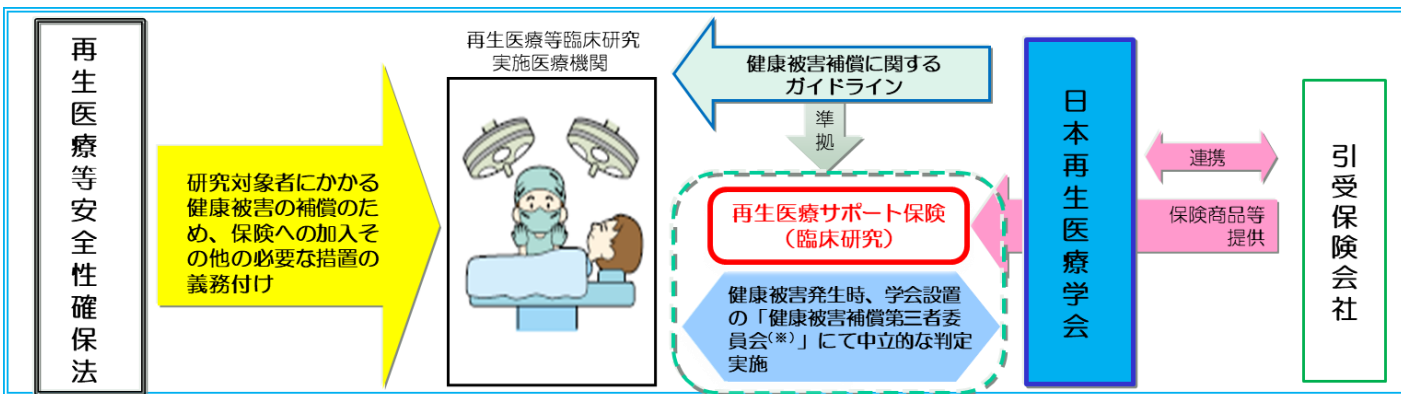 再生医療等安全性確保法
研究対象者にかかる
健康被害の補償のた
め、保険への加入そ
の他の必要な措置の
義務付け
再生医療等臨床研究
実施医療機関
健康被害補償に関する
ガイドライン
準拠
再生医療サポート保険
（臨床研究）
健康被害発生時、学会設置
の「健康被害補償第三者委
員会(※)」にて中立的な判定
実施
日本再生医療学会
連携
保険商品等
提供
引受保険会社